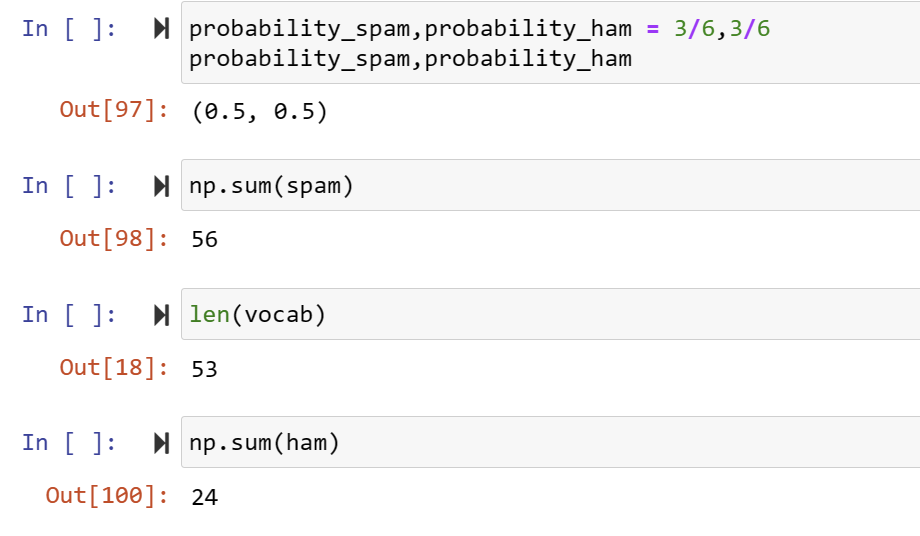 In [ ]: probability_spam,probability_ham = 3/6,3/6
probability_spam,probability_ham
Out[97]: (0.5, 0.5)
In [ ]: np.sum(spam)
Out[98]: 56
In [ ]: len(vocab)
Out[18]: 53
In [ ]: np.sum(ham)
Out[100]: 24